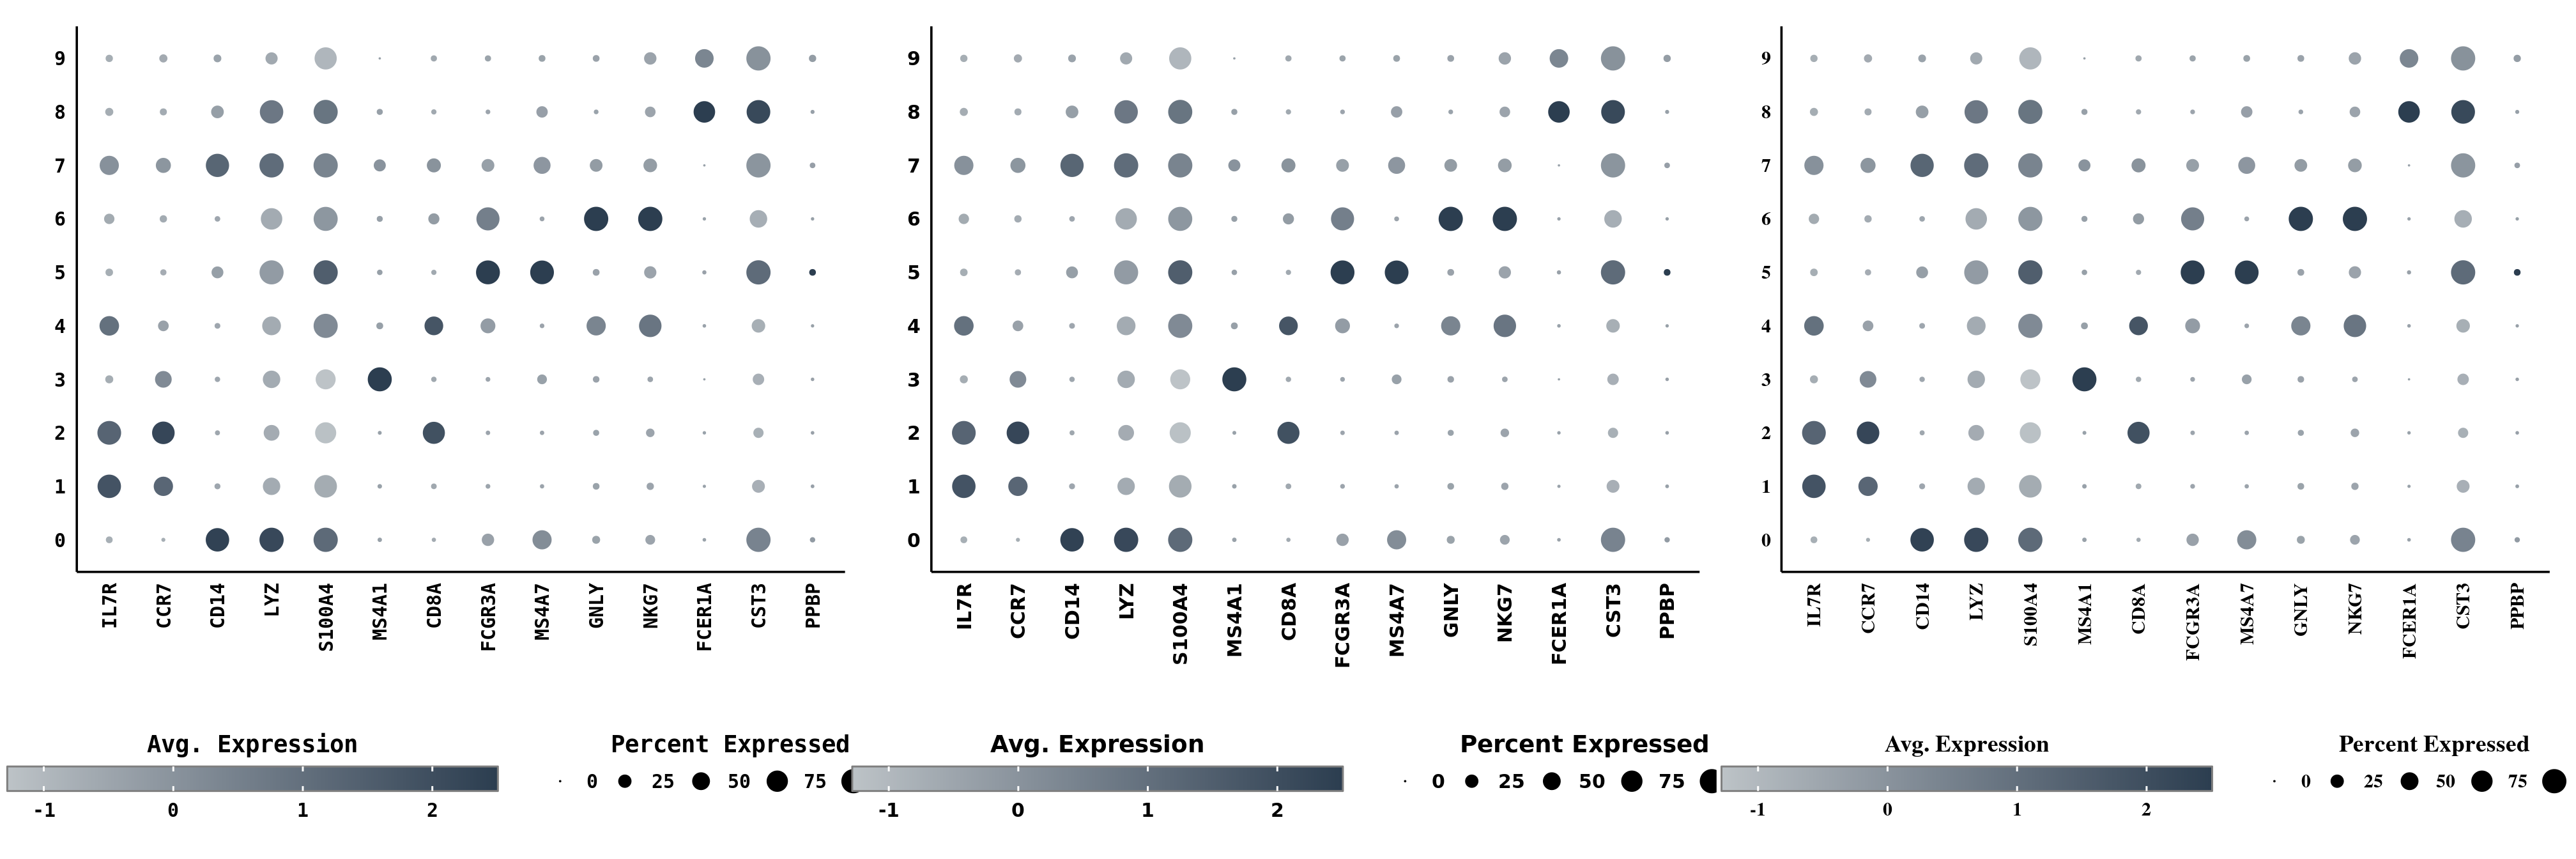 9
8
7
6
5
4
3
2
1
0
IL7R CCR7 CD14 LYZ S100A4 MS4A1 CD8A FCGR3A MS4A7 GNLY NKG7 FCER1A CST3 PPBP
Avg. Expression
-1 0 1 2
Percent Expressed
0 25 50 75
9
8
7
6
5
4
3
2
1
0
IL7R CCR7 CD14 LYZ S100A4 MS4A1 CD8A FCGR3A MS4A7 GNLY NKG7 FCER1A CST3 PPBP
Avg. Expression
-1 0 1 2
Percent Expressed
0 25 50 75
9
8
7
6
5
4
3
2
1
0
IL7R CCR7 CD14 LYZ S100A4 MS4A1 CD8A FCGR3A MS4A7 GNLY NKG7 FCER1A CST3 PPBP
Avg. Expression
-1 0 1 2
Percent Expressed
0 25 50 75